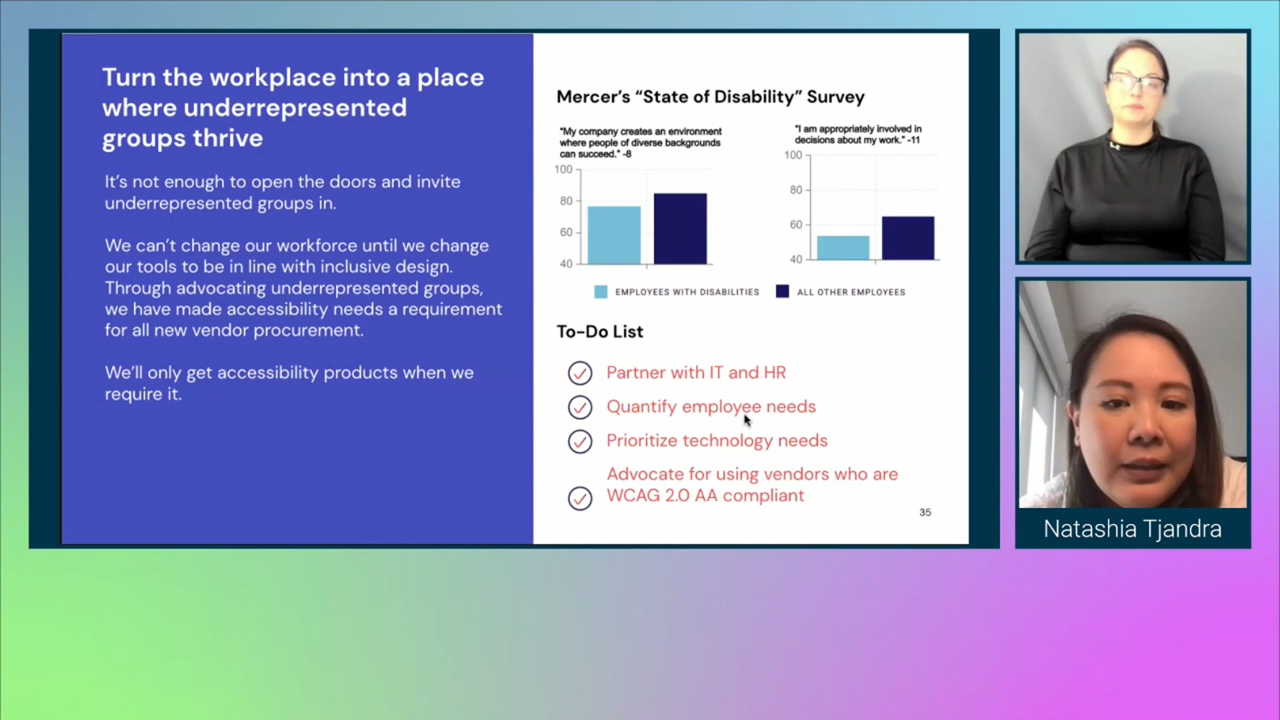 Turn the workplace into a place
where underrepresented
groups thrive
It’s not enough to open the doors and invite
underrepresented groups in.
We can’t change our workforce until we change
our tools to be in line with inclusive design.
Through advocating underrepresented groups,
we have made accessibility needs a requirement
for all new vendor procurement.
We’ll only get accessibility products when we
require it.
Mercer’s “State of Disability” Survey
"My company creates an environment
where people of diverse backgrounds
can succeed." -8
100
80
60
40
"I am appropriately involved in
decisions about my work." -11
100
80
60
40
EMPLOYEES WITH DISABILITIES
ALL OTHER EMPLOYEES
To-Do List
Partner with IT and HR
Quantify employee needs
Prioritize technology needs
Advocate for using vendors who are
WCAG 2.0 AA compliant
35
Natashia Tjandra